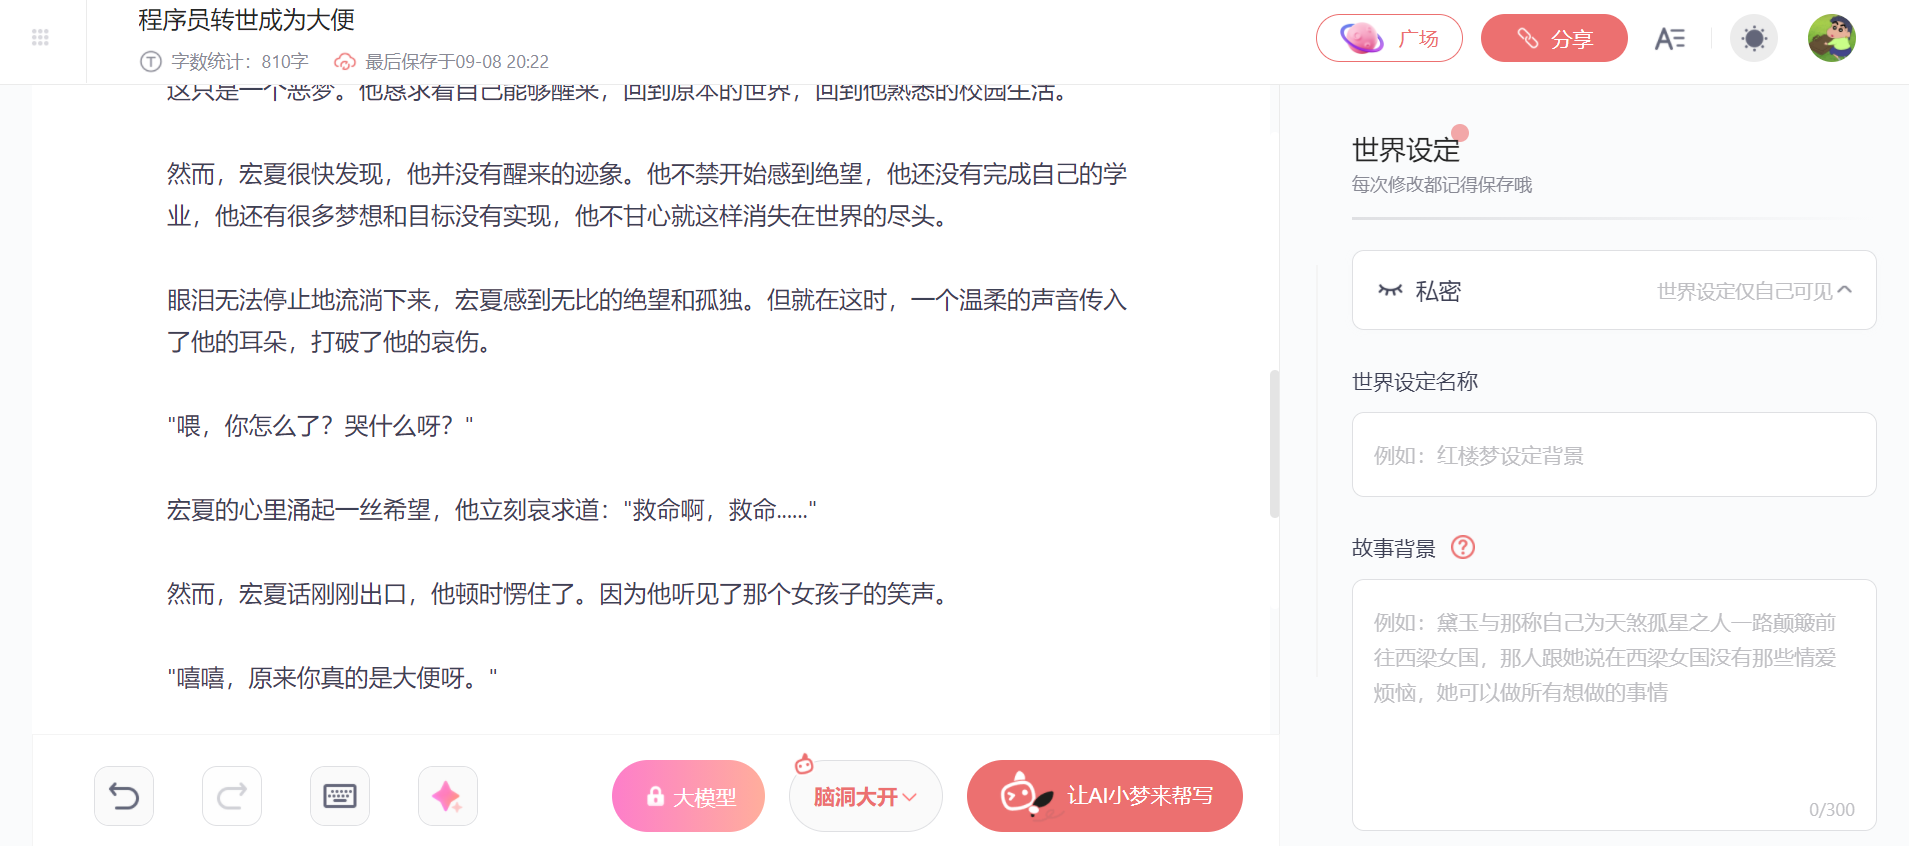 程序员转世成为大便
字数统计：810字 最后保存于09-08 20:22
广场
分享
这只是一个恶梦。他恳求着自己能够醒来，回到原本的世界，回到他熟悉的校园生活。
然而，宏夏很快发现，他并没有醒来的迹象。他不禁开始感到绝望，他还没有完成自己的学
业，他还有很多梦想和目标没有实现，他不甘心就这样消失在世界的尽头。
眼泪无法停止地流淌下来，宏夏感到无比的绝望和孤独。但就在这时，一个温柔的声音传入
了他的耳朵，打破了他的哀伤。
"喂，你怎么了？哭什么呀？"
宏夏的心里涌起一丝希望，他立刻哀求道："救命啊，救命......"
然而，宏夏话刚刚出口，他顿时愣住了。因为他听见了那个女孩子的笑声。
"嘻嘻，原来你真的是大便呀。"
大模型
脑洞大开
让AI小梦来帮写
世界设定
每次修改都记得保存哦
私密 世界设定仅自己可见
世界设定名称
例如：红楼梦设定背景
故事背景
例如：黛玉与那称自己为天煞孤星之人一路颠簸前
往西梁女国，那人跟她说在西梁女国没有那些情爱
烦恼，她可以做所有想做的事情
0/300